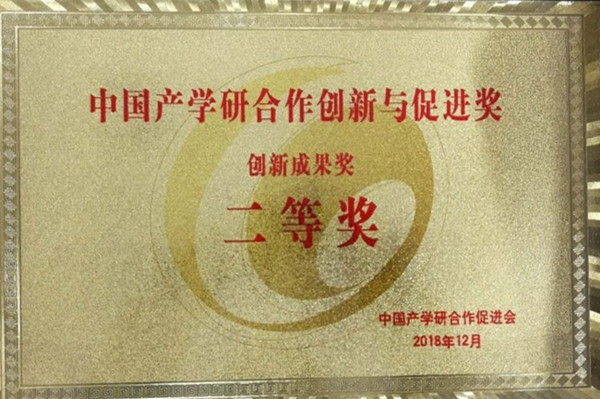 中国产学研合作创新与促进奖
创新成果奖
二等奖
中国产学研合作促进会
2018年12月